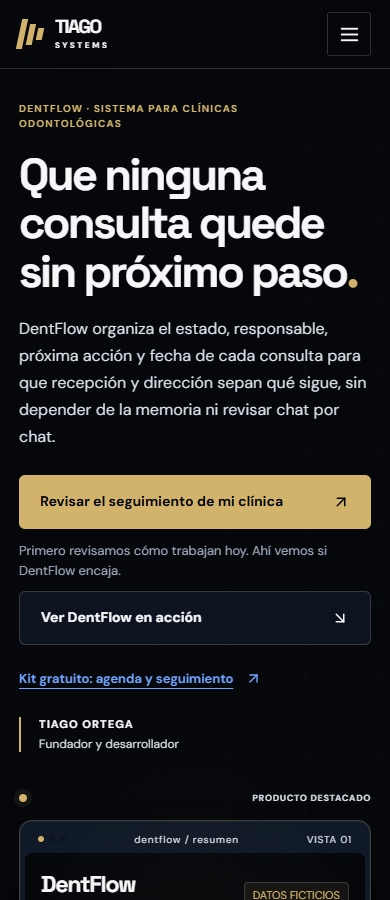 TIAGO
SYSTEMS
DENTFLOW · SISTEMA PARA CLÍNICAS
ODONTOLÓGICAS
Que ninguna
consulta quede
sin próximo paso.
DentFlow organiza el estado, responsable,
próxima acción y fecha de cada consulta para
que recepción y dirección sepan qué sigue, sin
depender de la memoria ni revisar chat por
chat.
Revisar el seguimiento de mi clínica
Primero revisamos cómo trabajan hoy. Ahí vemos si
DentFlow encaja.
Ver DentFlow en acción
Kit gratuito: agenda y seguimiento
TIAGO ORTEGA
Fundador y desarrollador
PRODUCTO DESTACADO
dentflow / resumen VISTA 01
DentFlow
DATOS FICTICIOS